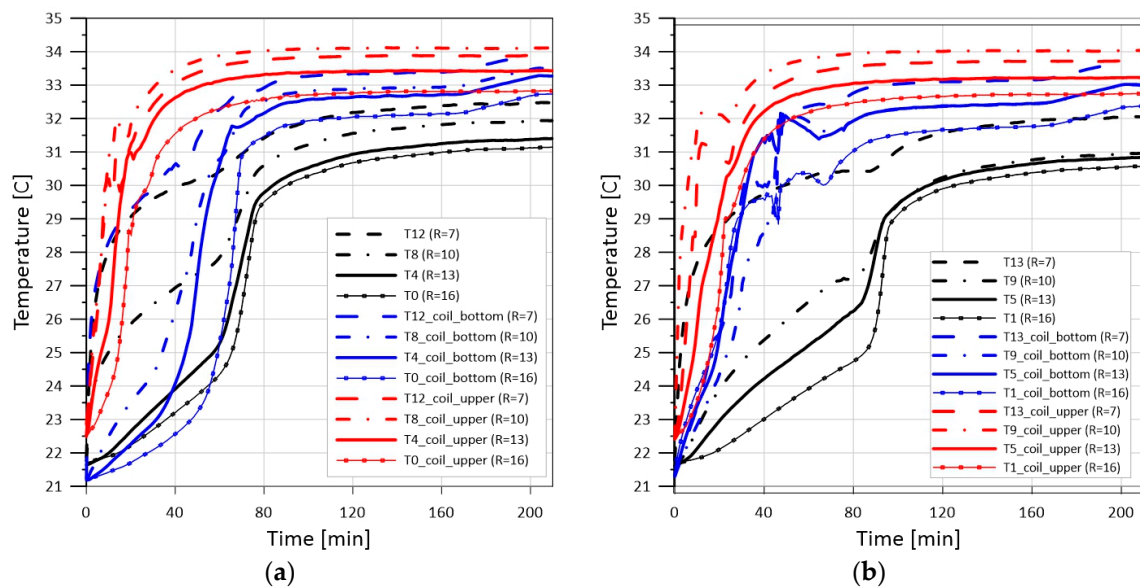 35
34
33
32
31
30
29
28
27
26
25
24
23
22
21
Temperature [C]
T12 (R=7)
T8 (R=10)
T4 (R=13)
T0 (R=16)
T12_coil_bottom (R=7)
T8_coil_bottom (R=10)
T4_coil_bottom (R=13)
T0_coil_bottom (R=16)
T12_coil_upper (R=7)
T8_coil_upper (R=10)
T4_coil_upper (R=13)
T0_coil_upper (R=16)
0 40 80 120 160 200
Time [min]
(a)
35
34
33
32
31
30
29
28
27
26
25
24
23
22
21
Temperature [C]
T13 (R=7)
T9 (R=10)
T5 (R=13)
T1 (R=16)
T13_coil_bottom (R=7)
T9_coil_bottom (R=10)
T5_coil_bottom (R=13)
T1_coil_bottom (R=16)
T13_coil_upper (R=7)
T9_coil_upper (R=10)
T5_coil_upper (R=13)
T1_coil_upper (R=16)
0 40 80 120 160 200
Time [min]
(b)